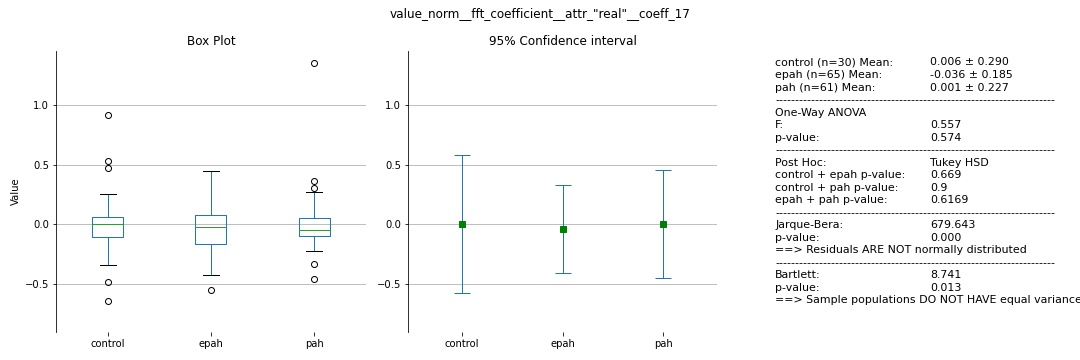 value_norm__fft_coefficient__attr_"real"__coeff_17
Box Plot
Value
1.0
0.5
0.0
−0.5
control epah pah
95% Confidence interval
1.0
0.5
0.0
−0.5
control epah pah
control (n=30) Mean: 0.006 ± 0.290
epah (n=65) Mean: -0.036 ± 0.185
pah (n=61) Mean: 0.001 ± 0.227
One-Way ANOVA
F: 0.557
p-value: 0.574
Post Hoc: Tukey HSD
control + epah p-value: 0.669
control + pah p-value: 0.9
epah + pah p-value: 0.6169
Jarque-Bera: 679.643
p-value: 0.000
==> Residuals ARE NOT normally distributed
Bartlett: 8.741
p-value: 0.013
==> Sample populations DO NOT HAVE equal variance